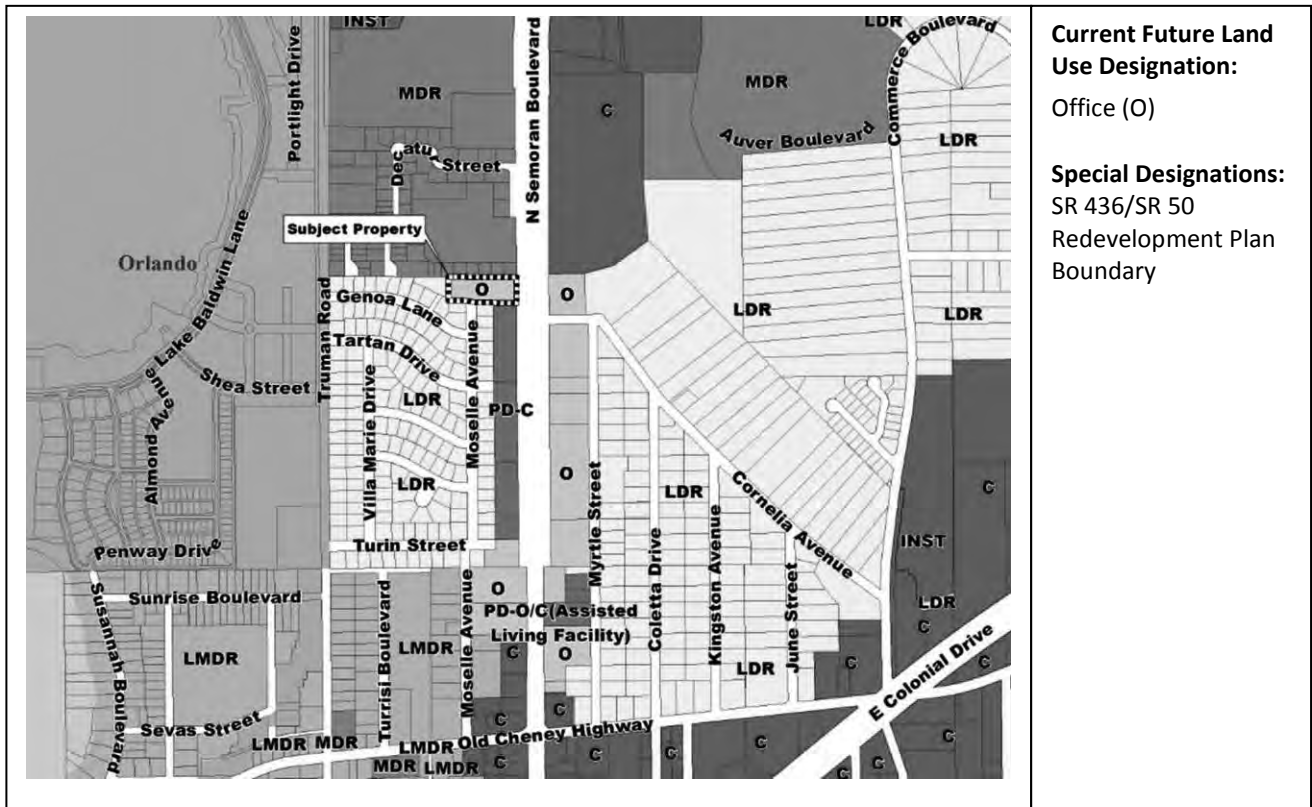 INST
LDR
Commerce Boulevard
Portlight Drive
N Semoran Boulevard
MDR
C
MDR
Auver Boulevard
LDR
Decatur Street
Subject Property
Orlando
Lake Baldwin Lane
O
O
Genoa Lane
Truman Road
Tartan Drive
Shea Street
Almond Avenue
Villa Marie Drive
LDR
Moselle Avenue
PD-C
LDR
LDR
LDR
O
Myrtle Street
LDR
Coletta Drive
Kingston Avenue
Cornelia Avenue
C
C
INST
Penway Drive
Turin Street
Susannah Boulevard
Sunrise Boulevard
O
PD-O/C(Assisted
Living Facility)
June Street
LDR
C
LMDR
Turrisi Boulevard
LMDR
Moselle Avenue
C
O
LDR
C
C
E Colonial Drive
Sevas Street
LMDR
MDR
LMDR
Old Cheney Highway
C
C
C
C
C
C
C
C
C
MDR
LMDR
Current Future Land
Use Designation:
Office (O)
Special Designations:
SR 436/SR 50
Redevelopment Plan
Boundary